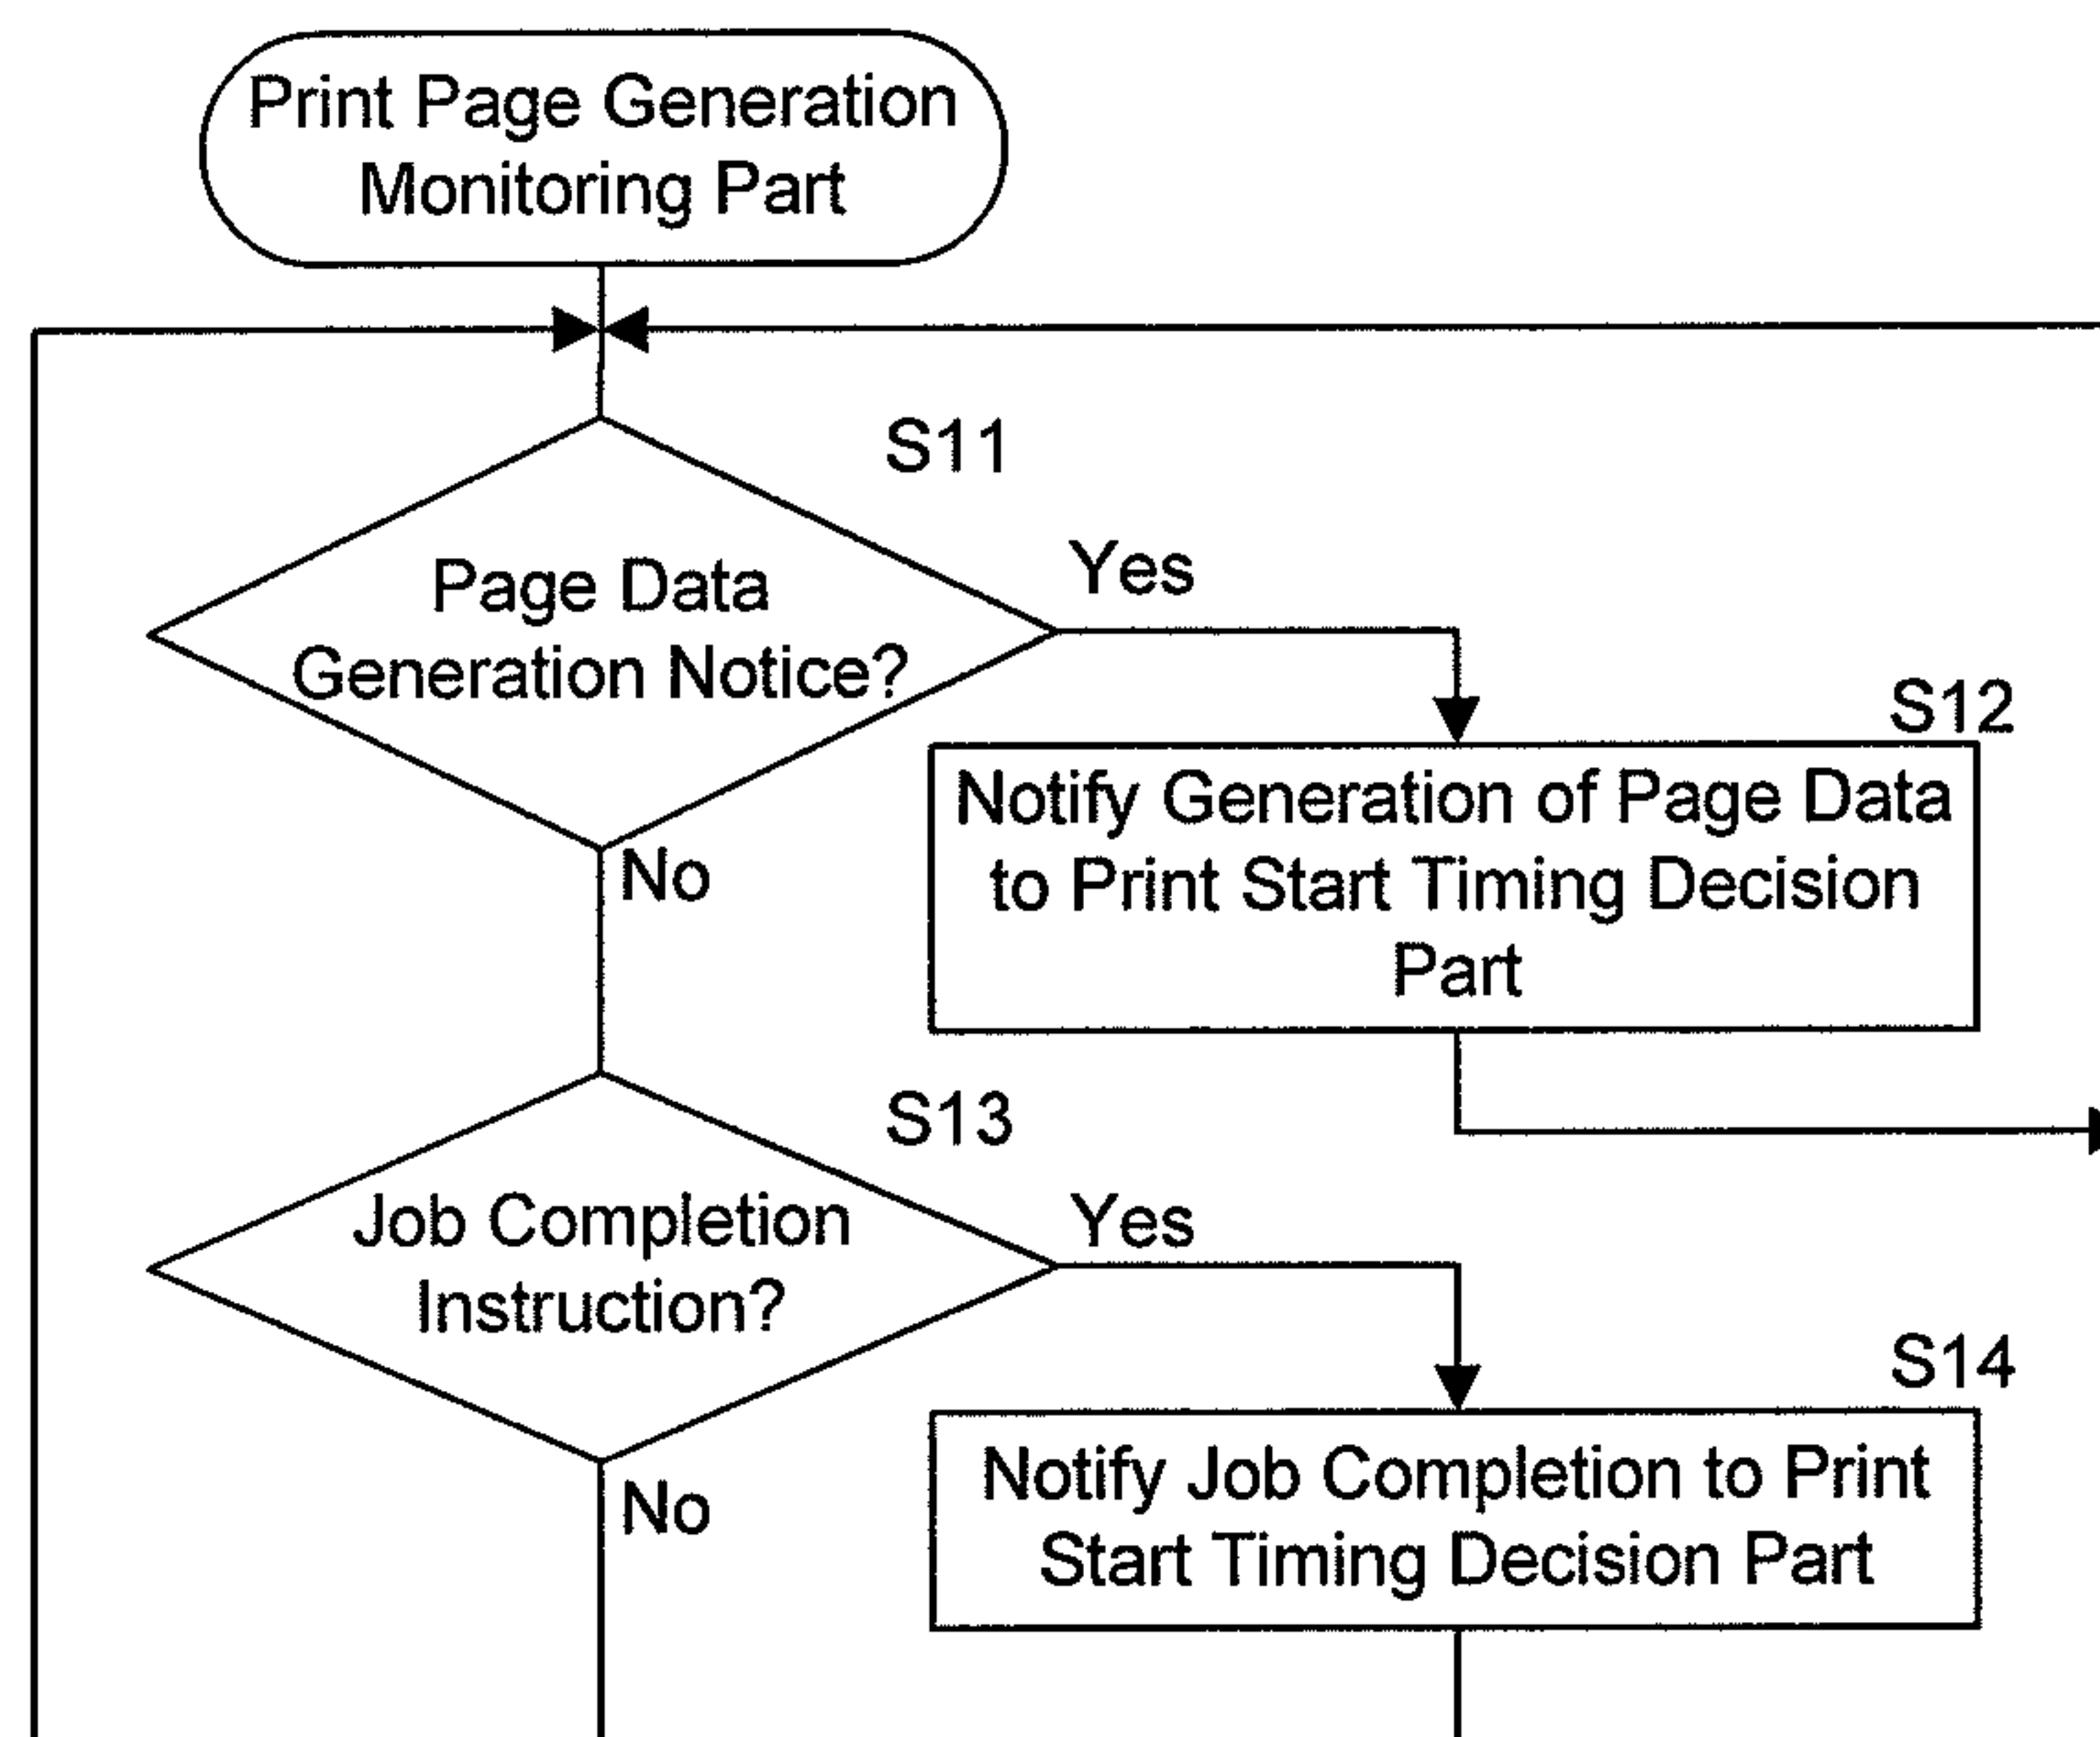 Print Page Generation
Monitoring Part
S11
Page Data
Generation Notice?
Yes
No
S12
Notify Generation of Page Data
to Print Start Timing Decision
Part
S13
Job Completion
Instruction?
Yes
No
S14
Notify Job Completion to Print
Start Timing Decision Part